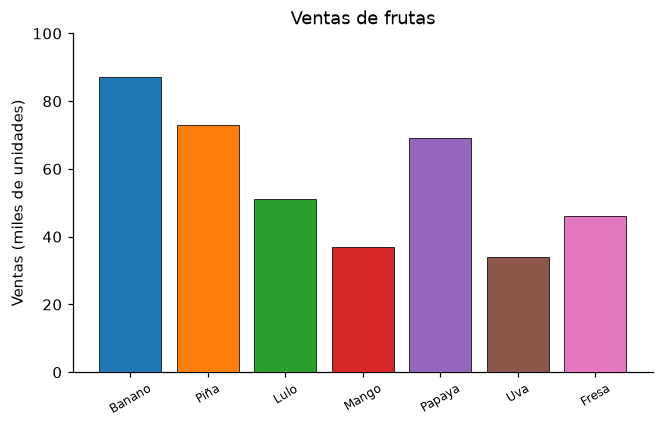 Ventas de frutas
Ventas (miles de unidades)
100
80
60
40
20
0
Banano Piña Lulo Mango Papaya Uva Fresa